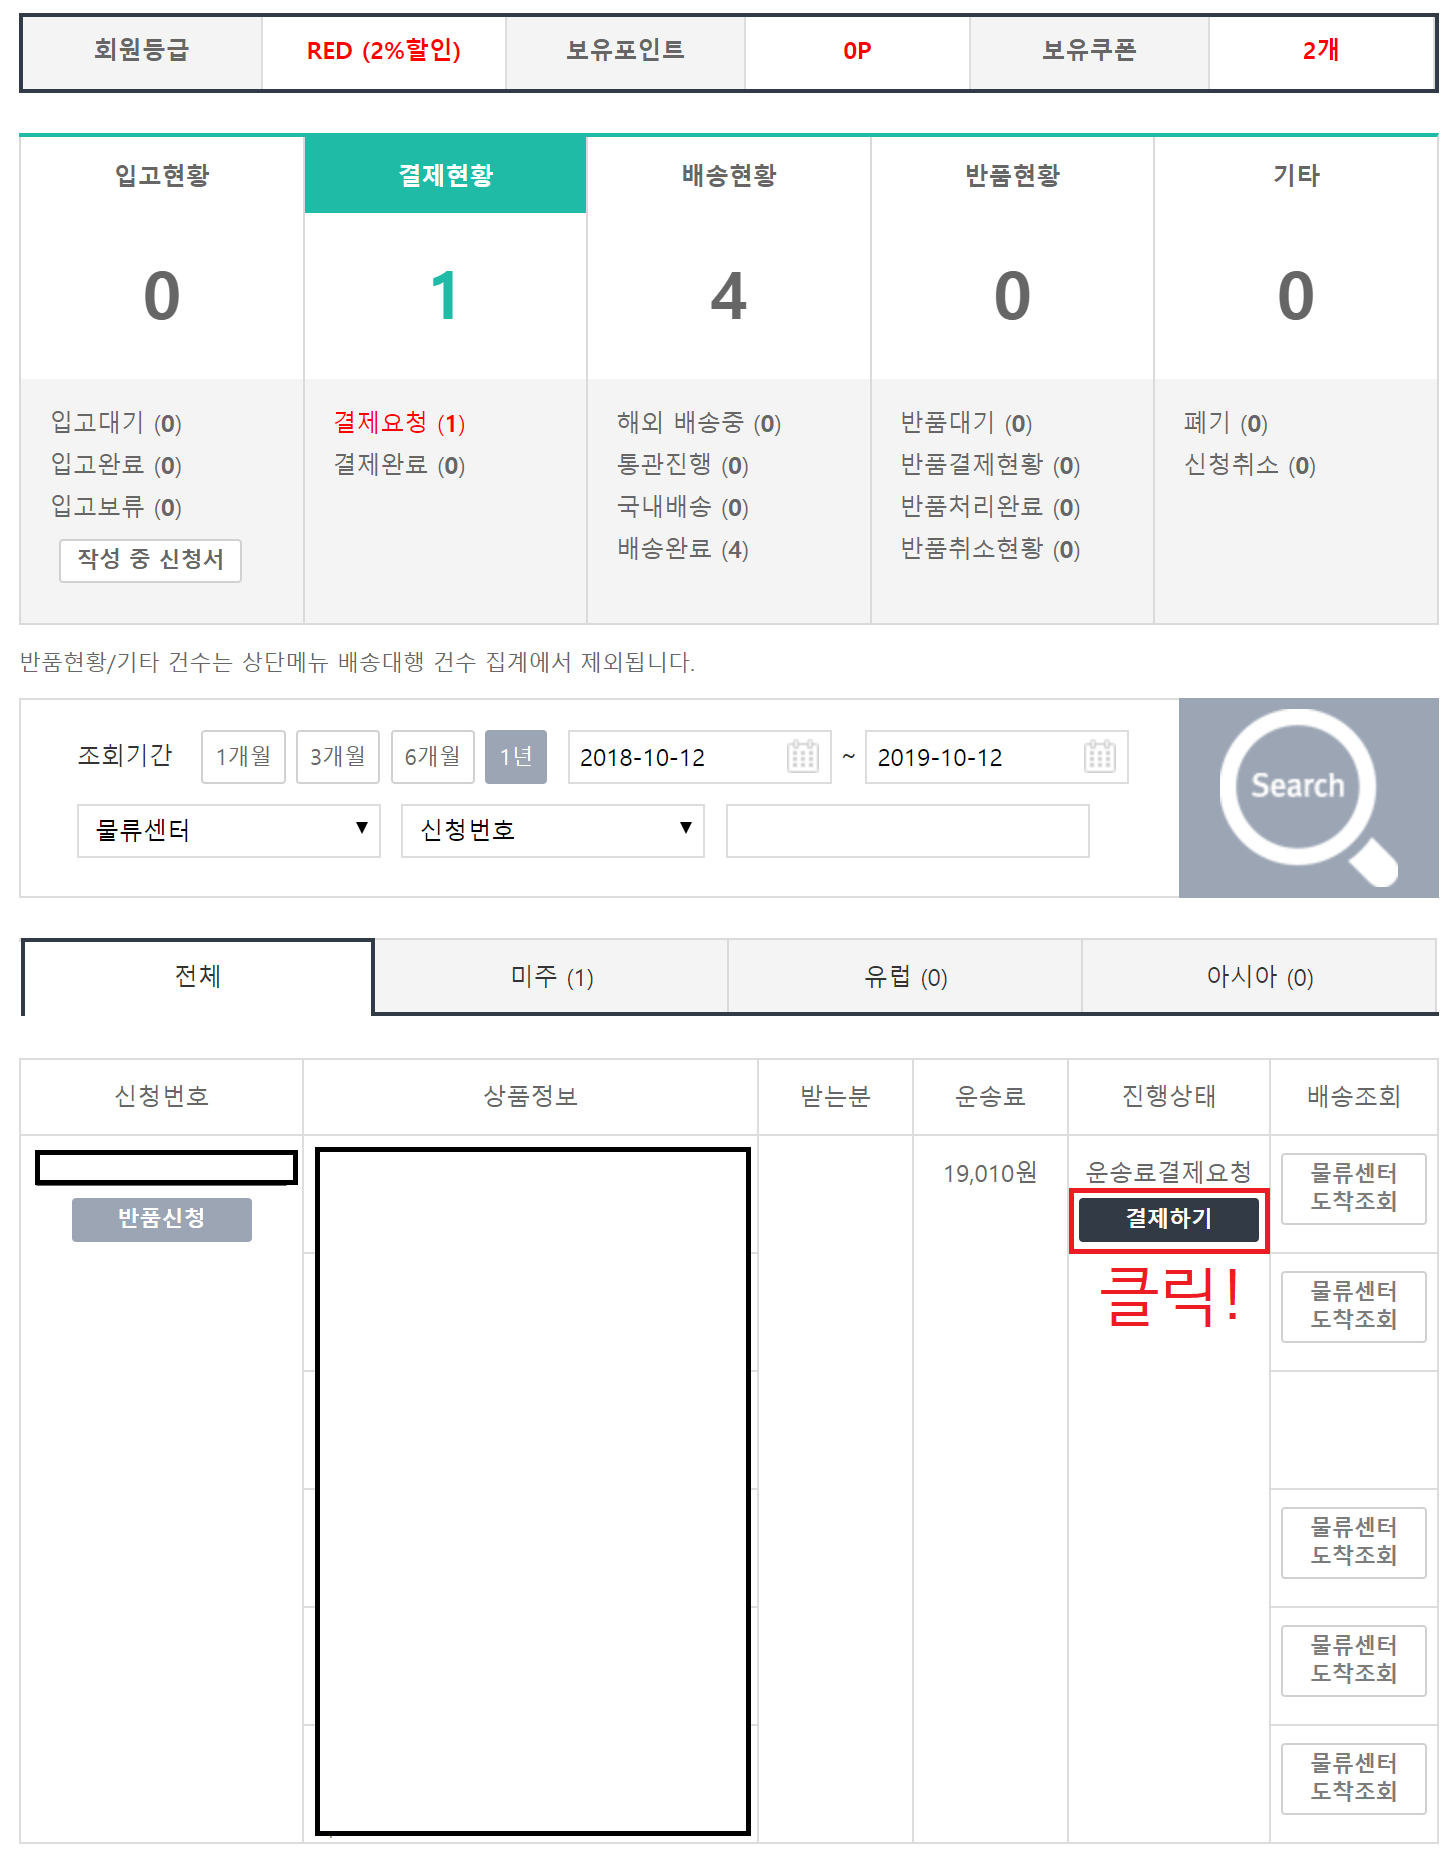 회원등급 RED (2%할인) 보유포인트 0P 보유쿠폰 2개
입고현황 결제현황 배송현황 반품현황 기타
0 1 4 0 0
입고대기 (0) 결제요청 (1) 해외 배송중 (0) 반품대기 (0) 폐기 (0)
입고완료 (0) 결제완료 (0) 통관진행 (0) 반품결제현황 (0) 신청취소 (0)
입고보류 (0) 국내배송 (0) 반품처리완료 (0)
작성 중 신청서 배송완료 (4) 반품취소현황 (0)
반품현황/기타 건수는 상단메뉴 배송대행 건수 집계에서 제외됩니다.
조회기간 1개월 3개월 6개월 1년 2018-10-12 ~ 2019-10-12
Search
물류센터 신청번호
전체 미주 (1) 유럽 (0) 아시아 (0)
신청번호 상품정보 받는분 운송료 진행상태 배송조회
19,010원 운송료결제요청 물류센터
도착조회
반품신청 결제하기
클릭!
물류센터
도착조회
물류센터
도착조회
물류센터
도착조회
물류센터
도착조회